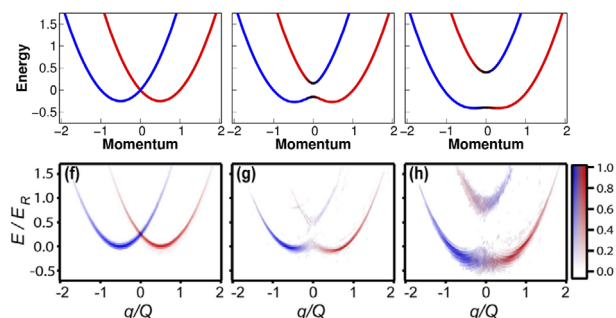 Energy
1.5
1
0.5
0
-0.5
-2 -1 0 1 2
Momentum
-2 -1 0 1 2
Momentum
-2 -1 0 1 2
Momentum
E / E_R
1.5
1.0
0.5
0.0
-0.5
(f)
(g)
(h)
1.0
0.8
0.6
0.4
0.2
0.0
-2 -1 0 1 2
q/Q
-2 -1 0 1 2
q/Q
-2 -1 0 1 2
q/Q